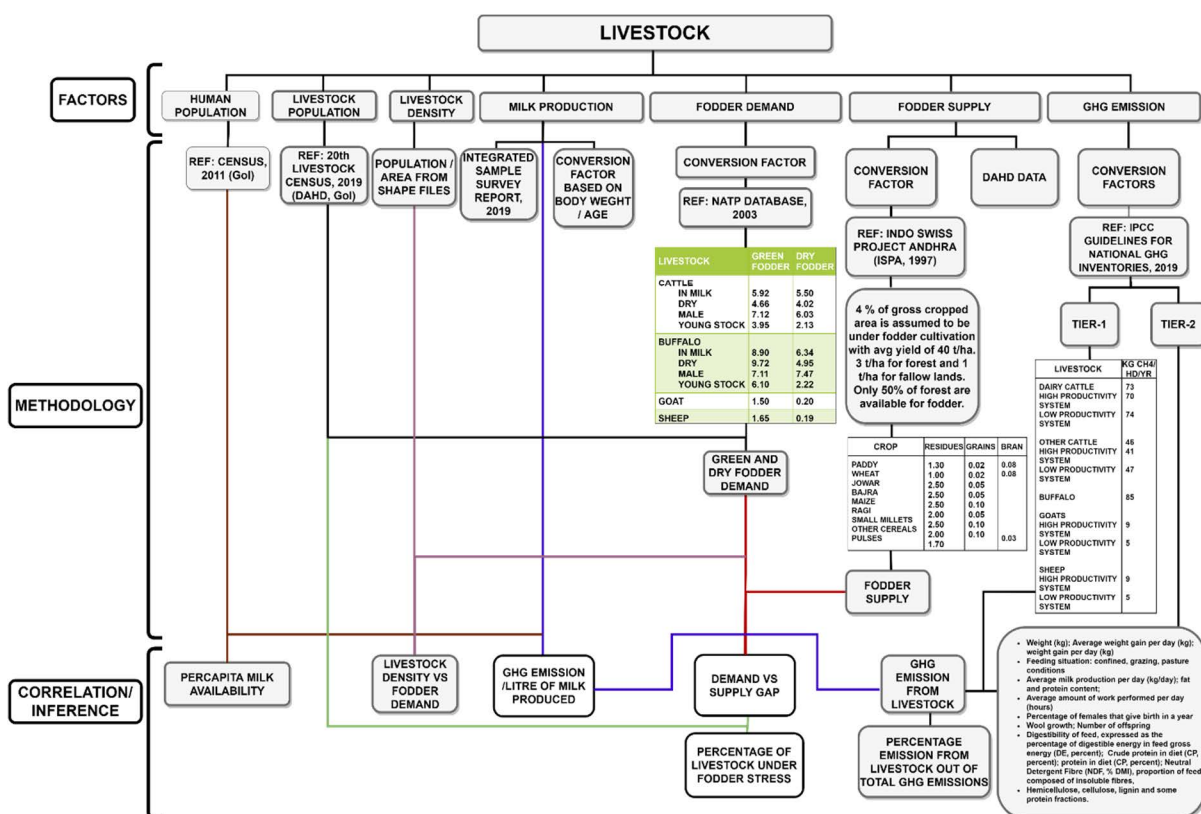 LIVESTOCK
FACTORS
HUMAN
POPULATION
LIVESTOCK
POPULATION
LIVESTOCK
DENSITY
MILK PRODUCTION
FODDER DEMAND
FODDER SUPPLY
GHG EMISSION
METHODOLOGY
REF: CENSUS,
2011 (GoI)
REF: 20th
LIVESTOCK
CENSUS, 2019
(DAHD, GoI)
POPULATION /
AREA FROM
SHAPE FILES
INTEGRATED
SAMPLE
SURVEY
REPORT,
2019
CONVERSION
FACTOR
BASED ON
BODY WEGHT
/ AGE
CONVERSION FACTOR
REF: NATP DATABASE,
2003
LIVESTOCK GREEN FODDER DRY FODDER
CATTLE
IN MILK 5.92 5.50
DRY 4.66 4.02
MALE 7.12 6.03
YOUNG STOCK 3.95 2.13
BUFFALO
IN MILK 8.90 6.34
DRY 9.72 4.95
MALE 7.11 7.47
YOUNG STOCK 6.10 2.22
GOAT 1.50 0.20
SHEEP 1.65 0.19
GREEN AND
DRY FODDER
DEMAND
CONVERSION
FACTOR
DAHD DATA
REF: INDO SWISS
PROJECT ANDHRA
(ISPA, 1997)
4 % of gross cropped
area is assumed to be
under fodder cultivation
with avg yield of 40 t/ha.
3 t/ha for forest and 1
t/ha for fallow lands.
Only 50% of forest are
available for fodder.
CROP RESIDUES GRAINS BRAN
PADDY 1.30 0.02 0.08
WHEAT 1.00 0.02 0.08
JOWAR 2.50 0.05
BAJRA 2.50 0.05
MAIZE 2.50 0.10
RAGI 2.00 0.05
SMALL MILLETS 2.50 0.10
OTHER CEREALS 2.00 0.10
PULSES 1.70 0.03
FODDER
SUPPLY
CONVERSION
FACTORS
REF: IPCC
GUIDELINES FOR
NATIONAL GHG
INVENTORIES, 2019
TIER-1
TIER-2
LIVESTOCK KG CH4/ HD/YR
DAIRY CATTLE 73
HIGH PRODUCTIVITY 70
SYSTEM
LOW PRODUCTIVITY 74
SYSTEM
OTHER CATTLE 46
HIGH PRODUCTIVITY 41
SYSTEM
LOW PRODUCTIVITY 47
SYSTEM
BUFFALO 85
GOATS
HIGH PRODUCTIVITY 9
SYSTEM
LOW PRODUCTIVITY 5
SYSTEM
SHEEP
HIGH PRODUCTIVITY 9
SYSTEM
LOW PRODUCTIVITY 5
SYSTEM
• Weight (kg); Average weight gain per day (kg);
weight gain per day (kg)
• Feeding situation: confined, grazing, pasture
conditions
• Average milk production per day (kg/day); fat
and protein content;
• Average amount of work performed per day
(hours)
• Percentage of females that give birth in a year
• Wool growth; Number of offspring
• Digestibility of feed, expressed as the
percentage of digestible energy in feed gross
energy (DE, percent); Crude protein in diet (CP,
percent); protein in diet (CP, percent); Neutral
Detergent Fibre (NDF, % DMI), proportion of feed
composed of insoluble fibres,
• Hemicellulose, cellulose, lignin and some
protein fractions.
CORRELATION/
INFERENCE
PERCAPITA MILK
AVAILABILITY
LIVESTOCK
DENSITY VS
FODDER
DEMAND
GHG EMISSION
/LITRE OF MILK
PRODUCED
DEMAND VS
SUPPLY GAP
GHG
EMISSION
FROM
LIVESTOCK
PERCENTAGE OF
LIVESTOCK UNDER
FODDER STRESS
PERCENTAGE
EMISSION FROM
LIVESTOCK OUT OF
TOTAL GHG EMISSIONS